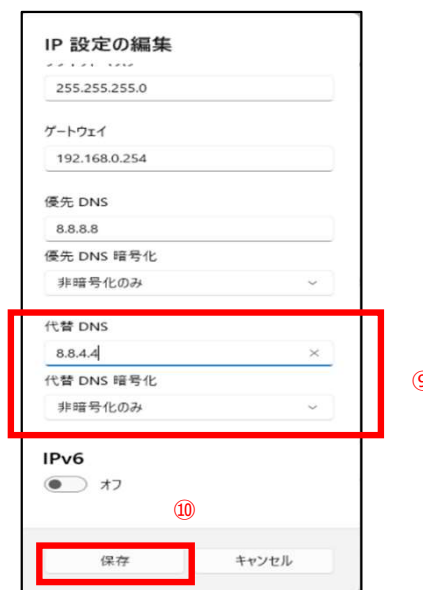 IP 設定の編集
255.255.255.0
ゲートウェイ
192.168.0.254
優先 DNS
8.8.8.8
優先 DNS 暗号化
非暗号化のみ
代替 DNS
8.8.4.4
代替 DNS 暗号化
非暗号化のみ
⑨
IPv6
オフ
⑩
保存 キャンセル